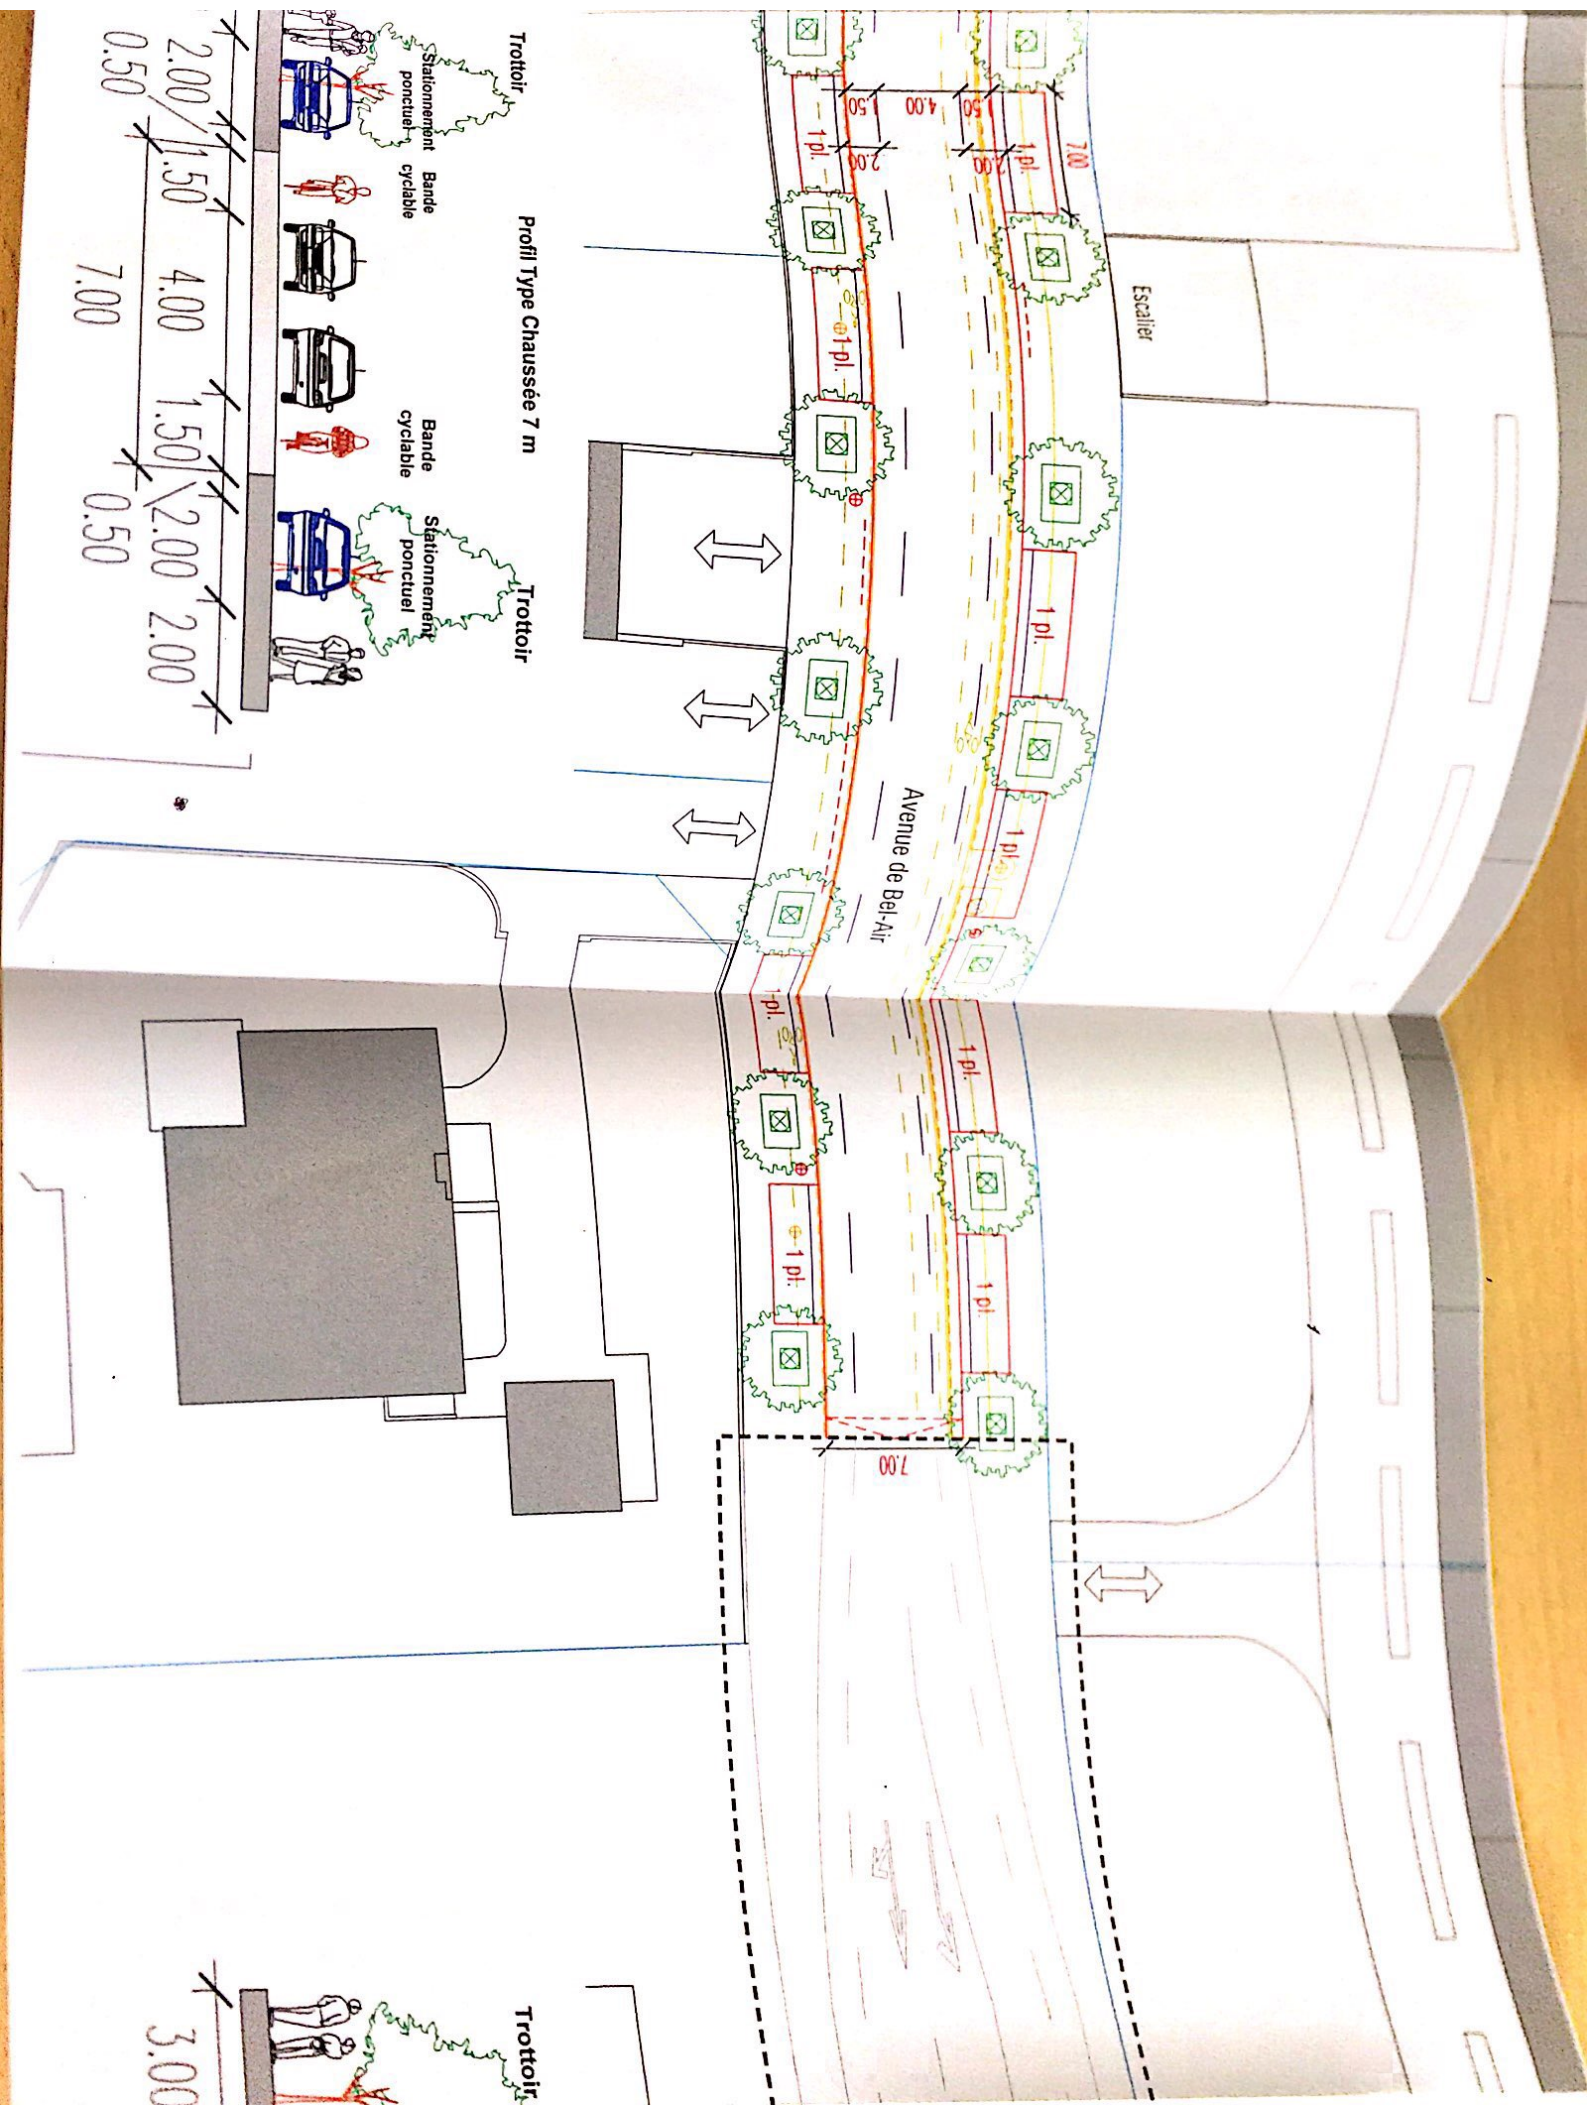 Escalier
7.00
1 pl.
50
4.00
1.50
2.00
2.00
1 pl.
1 pl.
1 pl.
1 pl.
Avenue de Bel-Air
1 pl.
1 pl.
1 pl.
1 pl.
7.00
Profil Type Chaussée 7 m
Trottoir
Stationnement
ponctuel
Bande
cyclable
Bande
cyclable
Stationnement
ponctuel
Trottoir
2.00
1.50
4.00
1.50
2.00
2.00
0.50
7.00
0.50
Trottoir
3.00